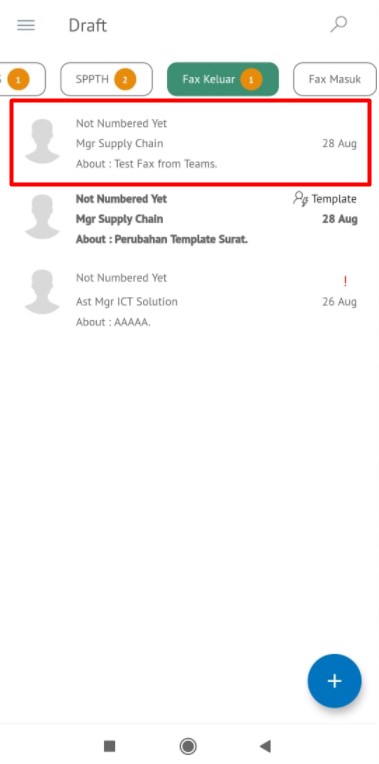 Draft
1
SPPTH 2
Fax Keluar 1
Fax Masuk
Not Numbered Yet
Mgr Supply Chain
28 Aug
About : Test Fax from Teams.
Not Numbered Yet
Template
Mgr Supply Chain
28 Aug
About : Perubahan Template Surat.
Not Numbered Yet
!
Ast Mgr ICT Solution
26 Aug
About : AAAAA.
+